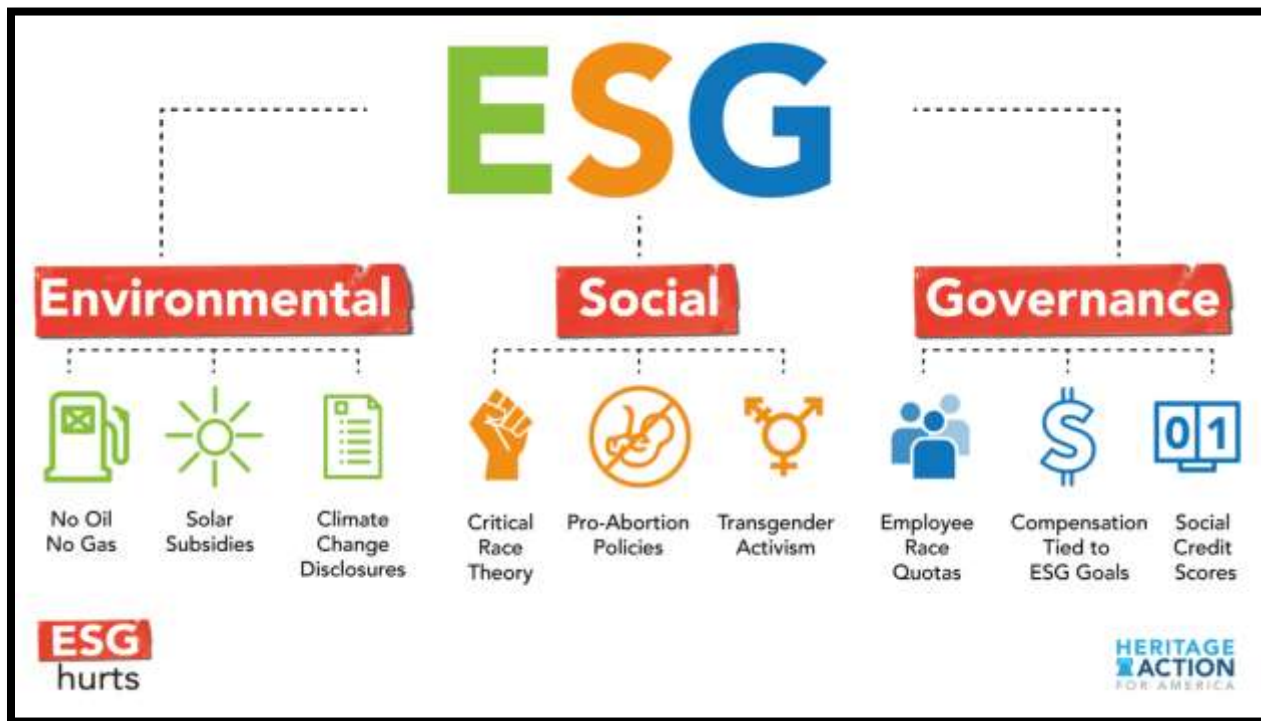 ESG
Environmental
Social
Governance
No Oil
No Gas
Solar
Subsidies
Climate
Change
Disclosures
Critical
Race
Theory
Pro-Abortion
Policies
Transgender
Activism
Employee
Race
Quotas
Compensation
Tied to
ESG Goals
01
Social
Credit
Scores
ESG
hurts
HERITAGE
ACTION
FOR AMERICA